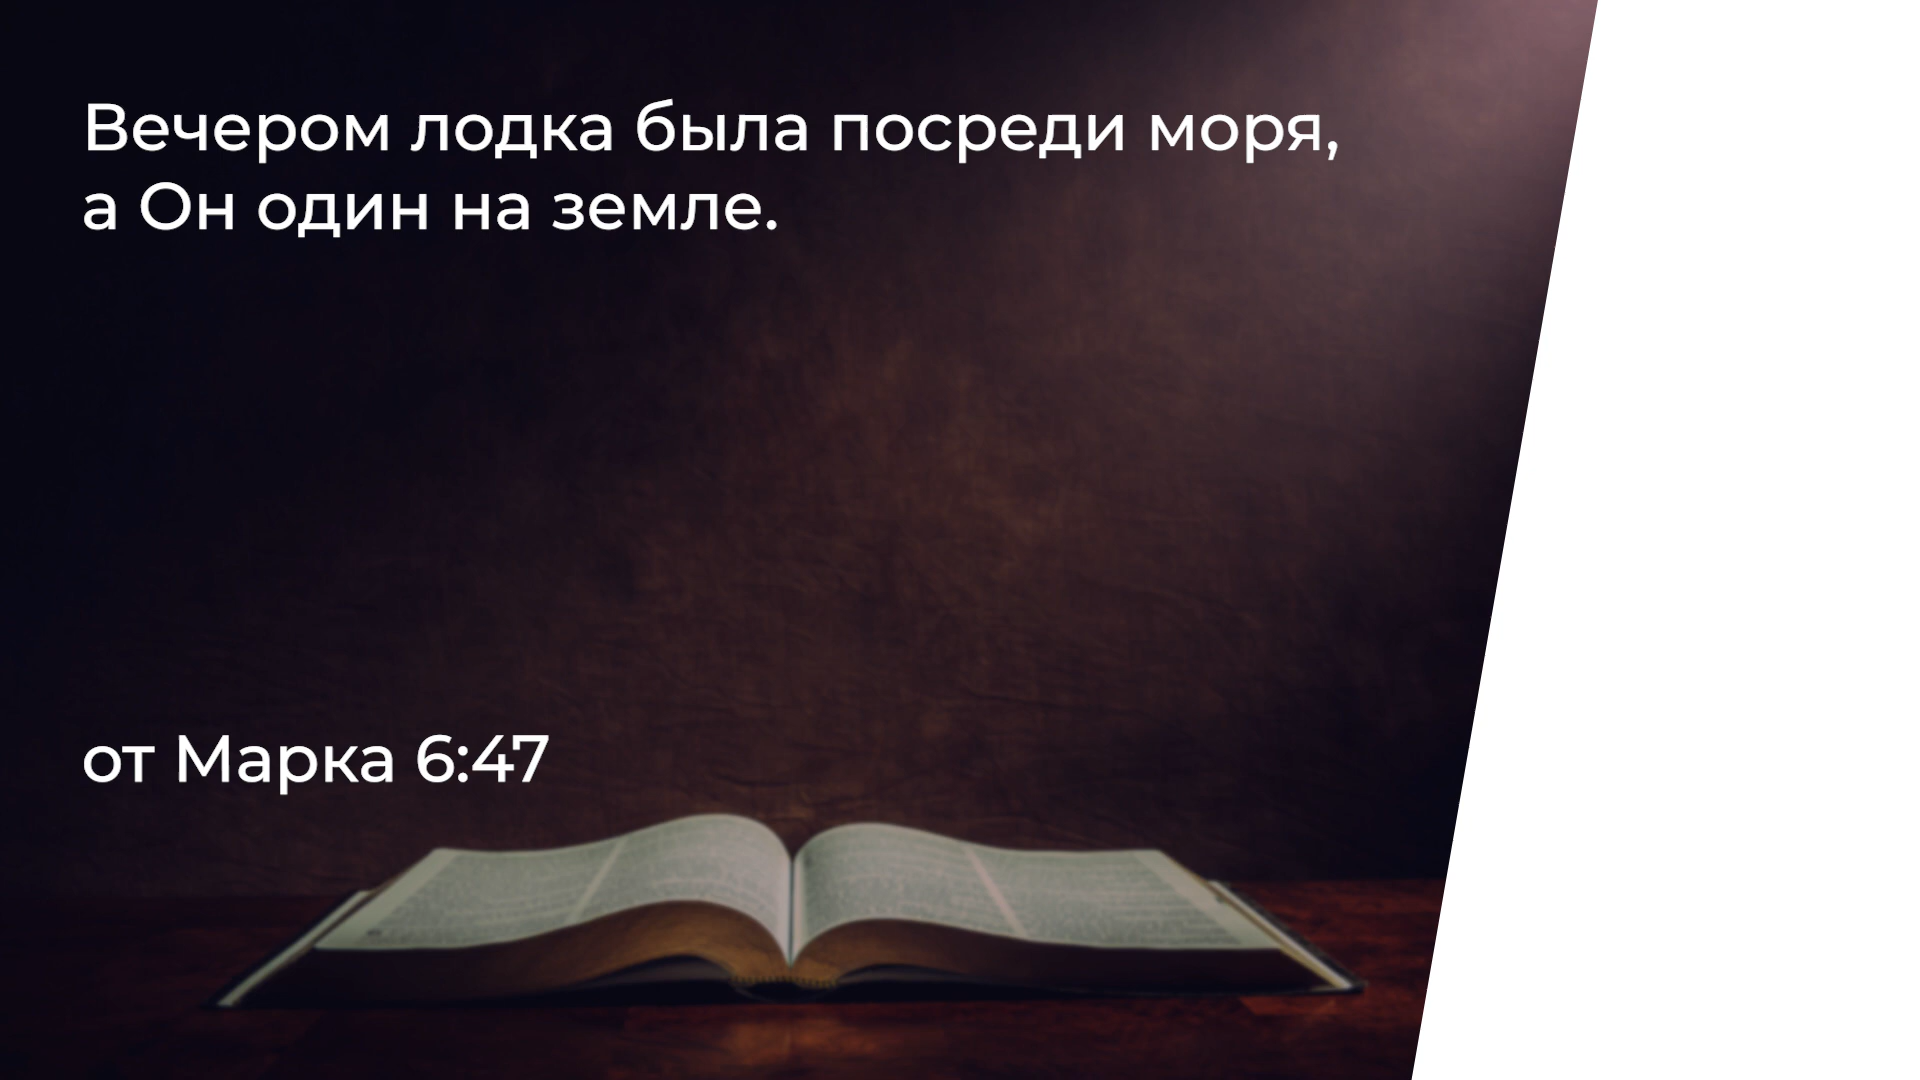 Вечером лодка была посреди моря,
а Он один на земле.
от Марка 6:47